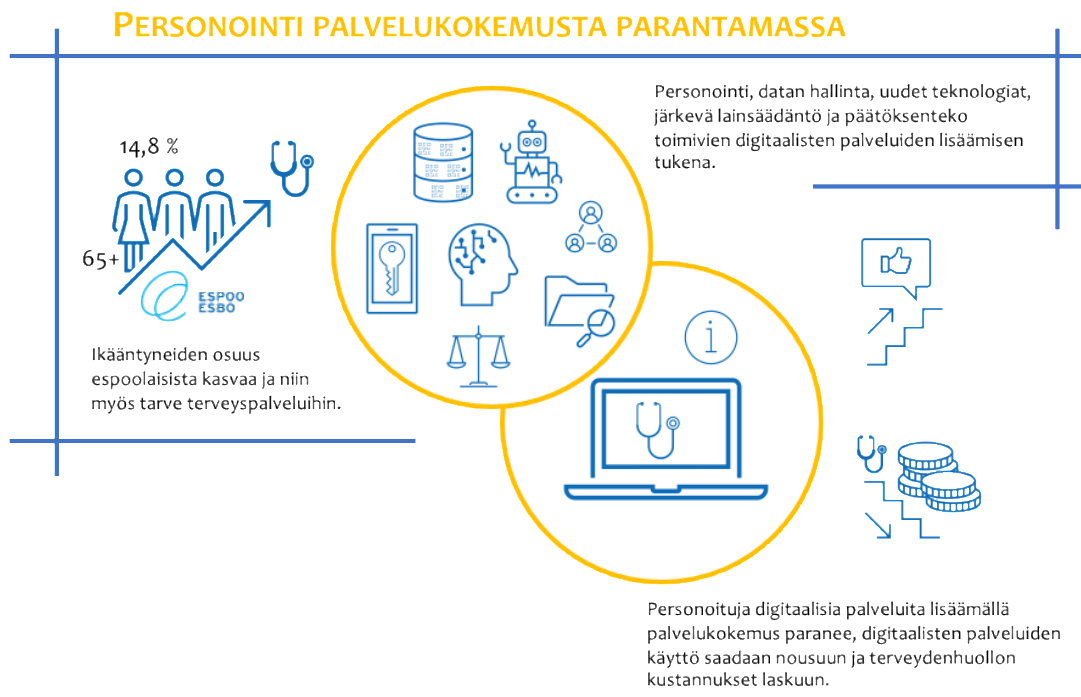 PERSONOINTI PALVELUKOKEMUSTA PARANTAMASSA
14,8 %
65+
ESPOO
ESBO
Ikääntyneiden osuus
espoolaisista kasvaa ja niin
myös tarve terveyspalveluihin.
Personointi, datan hallinta, uudet teknologiat,
järkevä lainsäädäntö ja päätöksenteko
toimivien digitaalisten palveluiden lisäämisen
tukena.
i
Personoituja digitaalisia palveluita lisäämällä
palvelukokemus paranee, digitaalisten palveluiden
käyttö saadaan nousuun ja terveydenhuollon
kustannukset laskuun.